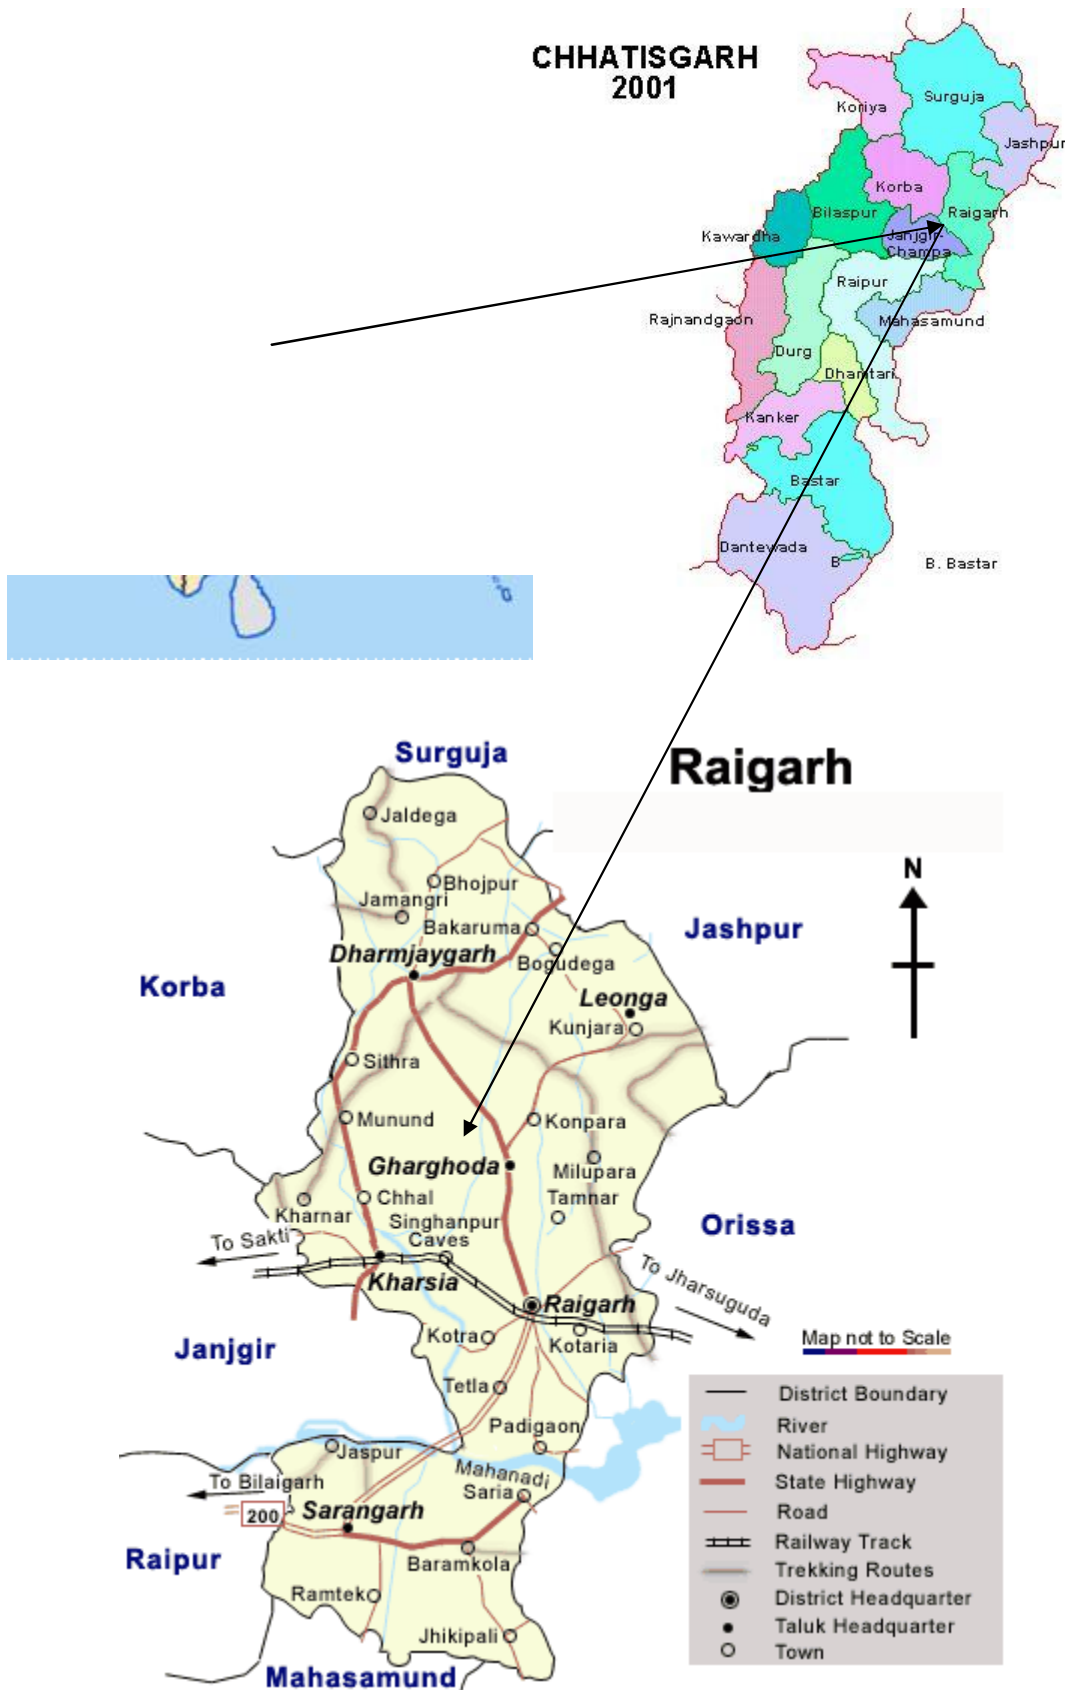 CHHATISGARH
2001
Koriya
Surguja
Jashpur
Korba
Bilaspur
Raigarh
Kawardha
Janjgir-
Champa
Raipur
Rajnandgaon
Mahasamund
Durg
Dhamtari
Kanker
Bastar
Dantewada
B
B. Bastar
Surguja
Raigarh
Jaldega
N
Bhojpur
Jamangri
Bakaruma
Jashpur
Dharmjaygarh
Bogudega
Korba
Leonga
Kunjara
Sithra
Munund
Konpara
Gharghoda
Milupara
Chhal
Tamnar
Kharnar
Singhanpur
Caves
Orissa
To Sakti
To Jharsuguda
Kharsia
Raigarh
Kotra
Kotaria
Janjgir
Map not to Scale
Tetla
District Boundary
Padigaon
River
Jaspur
National Highway
Mahanadi
To Bilaigarh
Saria
State Highway
Sarangarh
200
Road
Railway Track
Raipur
Baramkola
Trekking Routes
Ramtek
District Headquarter
Taluk Headquarter
Jhikipali
Town
Mahasamund